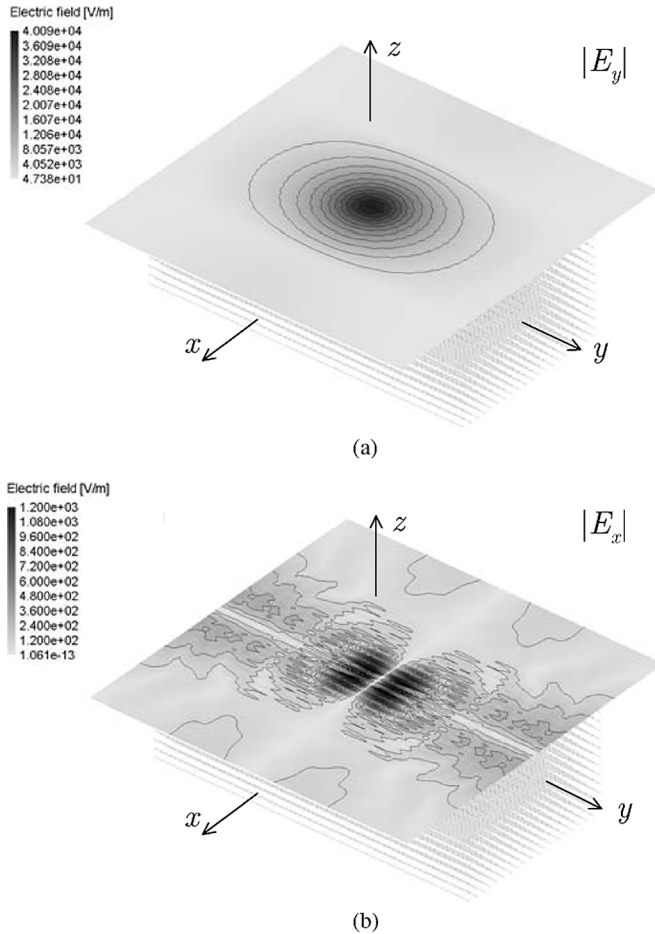 Electric field [V/m]
4.009e+04
3.609e+04
3.208e+04
2.808e+04
2.408e+04
2.007e+04
1.607e+04
1.206e+04
8.057e+03
4.052e+03
4.738e+01
z
|E_y|
x
y
(a)
Electric field [V/m]
1.200e+03
1.080e+03
9.600e+02
8.400e+02
7.200e+02
6.000e+02
4.800e+02
3.600e+02
2.400e+02
1.200e+02
1.061e-13
z
|E_x|
x
y
(b)